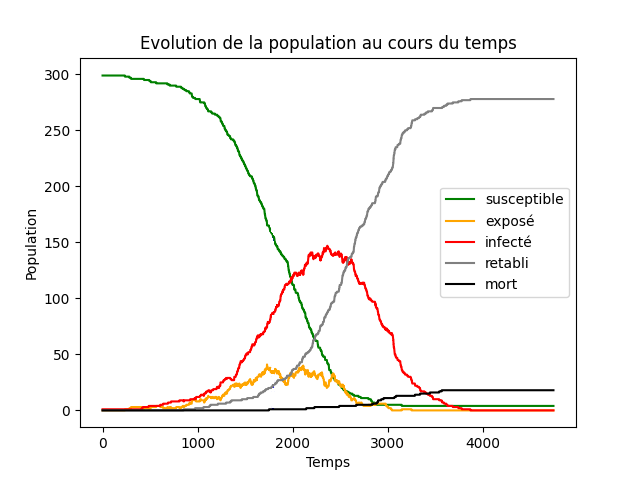 Evolution de la population au cours du temps
300
250
200
150
100
50
0
Population
susceptible
exposé
infecté
retabli
mort
0 1000 2000 3000 4000
Temps